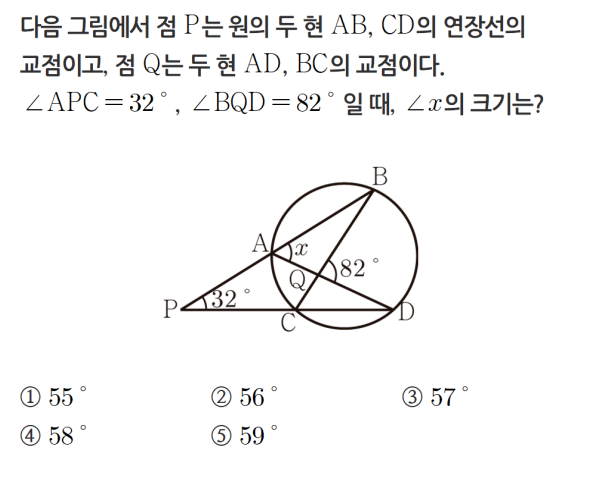 다음 그림에서 점 P는 원의 두 현 AB, CD의 연장선의
교점이고, 점 Q는 두 현 AD, BC의 교점이다.
∠APC=32°, ∠BQD=82° 일 때, ∠x의 크기는?
B
A x
Q 82°
P 32°
C D
① 55° ② 56° ③ 57°
④ 58° ⑤ 59°